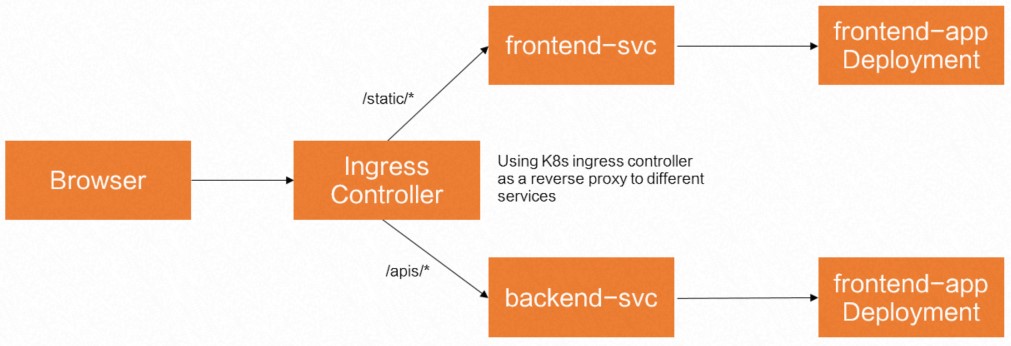 frontend-svc
frontend-app
Deployment
/static/*
Browser
Ingress
Controller
Using K8s ingress controller
as a reverse proxy to different
services
/apis/*
backend-svc
frontend-app
Deployment